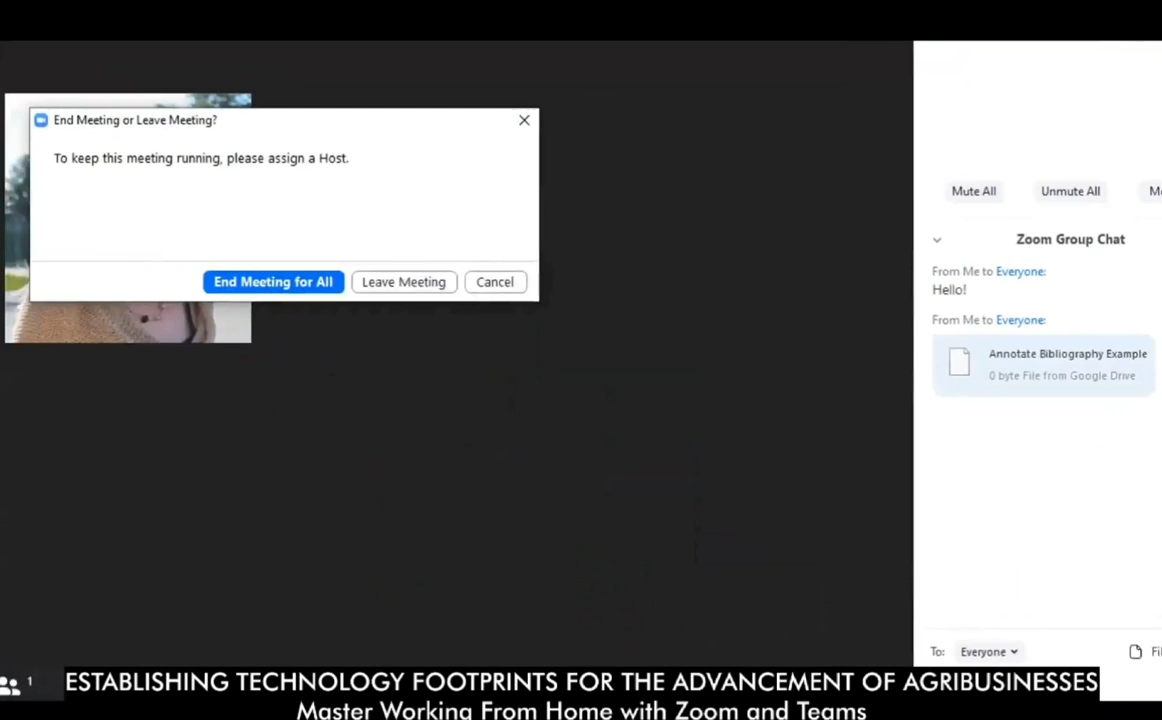 End Meeting or Leave Meeting?
To keep this meeting running, please assign a Host.
End Meeting for All
Leave Meeting
Cancel
Mute All
Unmute All
Zoom Group Chat
From Me to Everyone:
Hello!
From Me to Everyone:
Annotate Bibliography Example
0 byte File from Google Drive
To: Everyone
1
ESTABLISHING TECHNOLOGY FOOTPRINTS FOR THE ADVANCEMENT OF AGRIBUSINESSES
Master Working From Home with Zoom and Teams